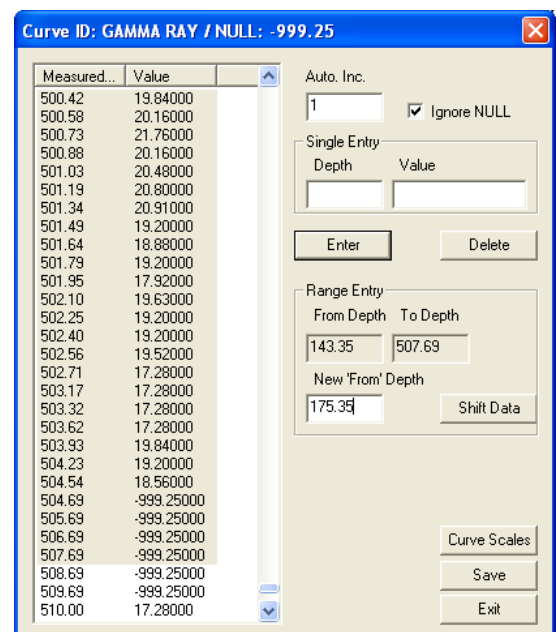 Curve ID: GAMMA RAY / NULL: -999.25
Measured... Value
500.42 19.84000
500.58 20.16000
500.73 21.76000
500.88 20.16000
501.03 20.48000
501.19 20.80000
501.34 20.91000
501.49 19.20000
501.64 18.88000
501.79 19.20000
501.95 17.92000
502.10 19.63000
502.25 19.20000
502.40 19.20000
502.56 19.52000
502.71 17.28000
503.17 17.28000
503.32 17.28000
503.62 17.28000
503.93 19.84000
504.23 19.20000
504.54 18.56000
504.69 -999.25000
505.69 -999.25000
506.69 -999.25000
507.69 -999.25000
508.69 -999.25000
509.69 -999.25000
510.00 17.28000
Auto. Inc.
1
Ignore NULL
Single Entry
Depth Value
Enter Delete
Range Entry
From Depth To Depth
143.35 507.69
New 'From' Depth
175.35 Shift Data
Curve Scales
Save
Exit